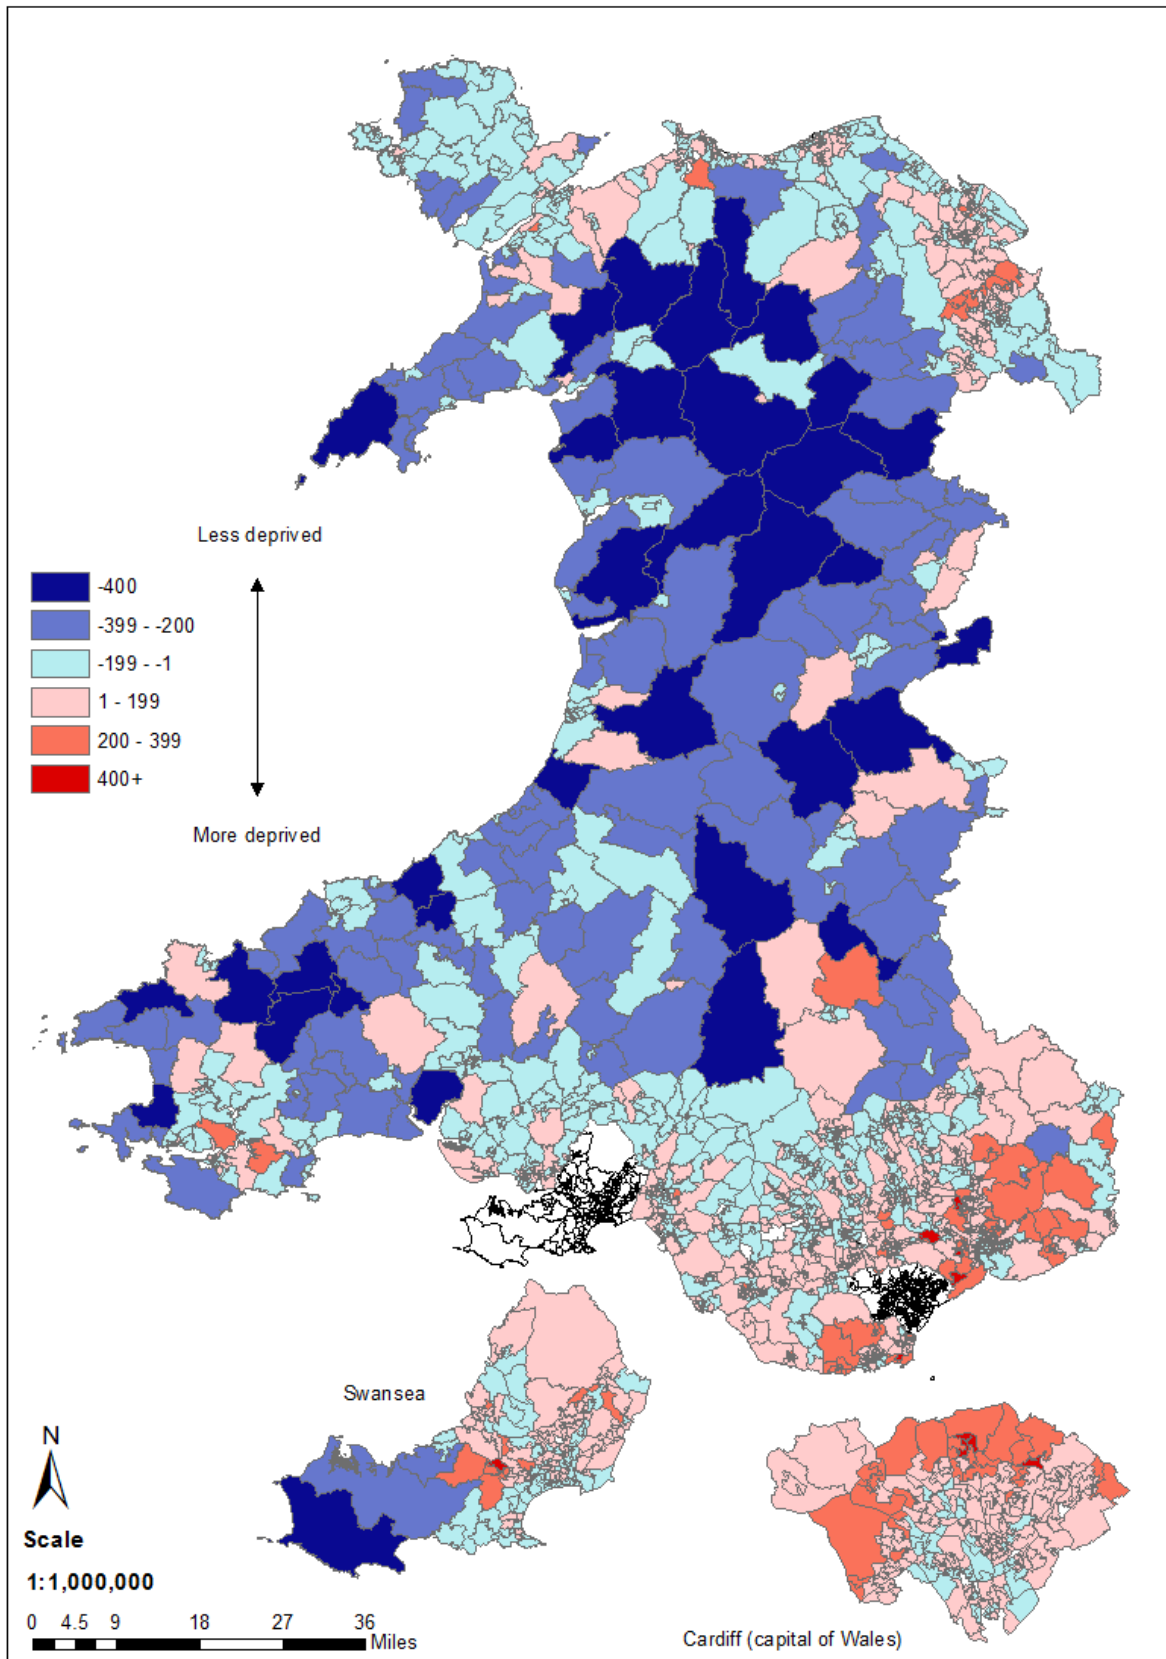 Less deprived
-400
-399 - -200
-199 - -1
1 - 199
200 - 399
400+
More deprived
Swansea
N
Scale
1:1,000,000
0 4.5 9 18 27 36
Miles
Cardiff (capital of Wales)